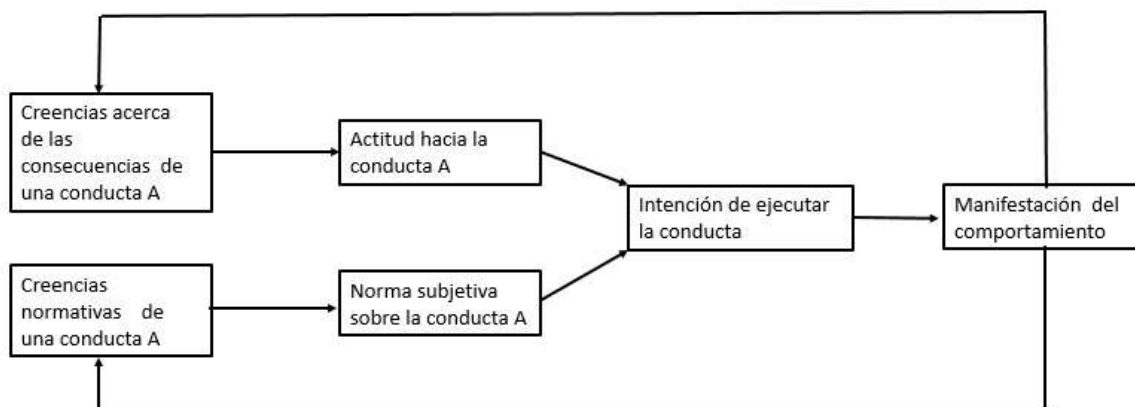 Creencias acerca
de las
consecuencias de
una conducta A
Actitud hacia la
conducta A
Intención de ejecutar
la conducta
Manifestación del
comportamiento
Creencias
normativas de
una conducta A
Norma subjetiva
sobre la conducta A